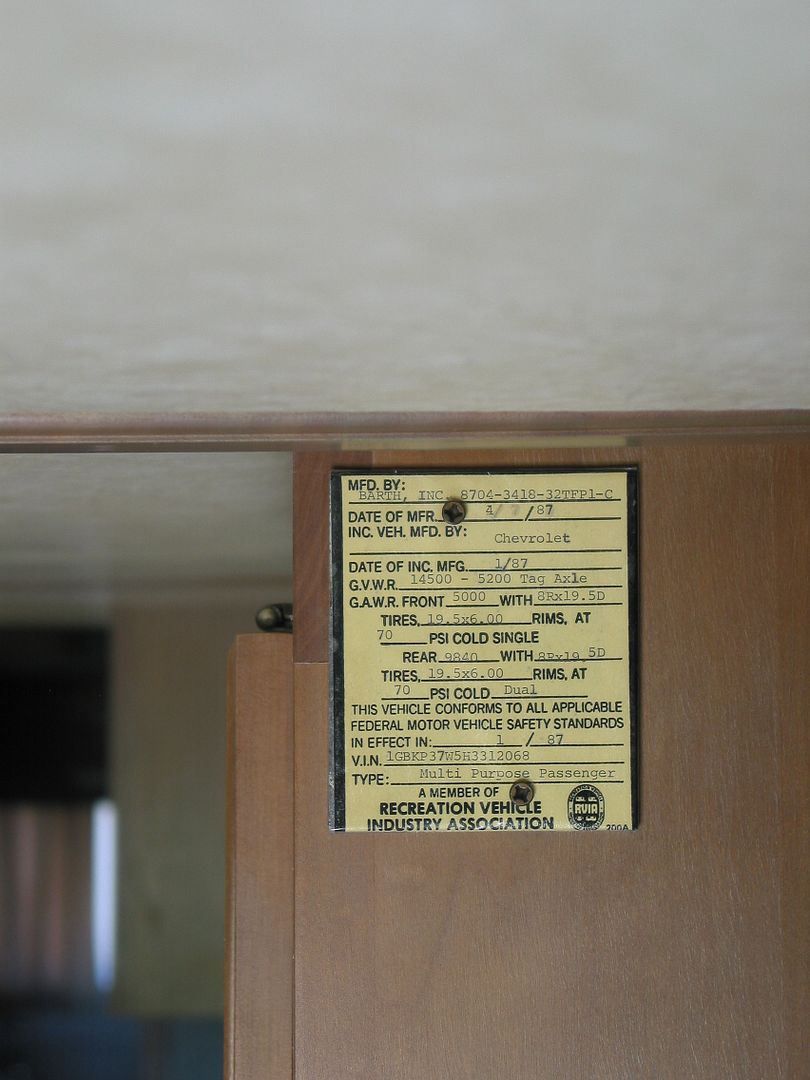 MFD. BY:
BARTH, INC. 8704-3418-32TFP1-C
DATE OF MFR. 4/ 7 /87
INC. VEH. MFD. BY: Chevrolet
DATE OF INC. MFG. 1/87
G.V.W.R. 14500 - 5200 Tag Axle
G.A.W.R. FRONT 5000 WITH 8Rx19.5D
TIRES, 19.5x6.00 RIMS, AT
70 PSI COLD SINGLE
REAR 9840 WITH 8Rx19.5D
TIRES, 19.5x6.00 RIMS, AT
70 PSI COLD Dual
THIS VEHICLE CONFORMS TO ALL APPLICABLE
FEDERAL MOTOR VEHICLE SAFETY STANDARDS
IN EFFECT IN: 1 / 87
V.I.N. 1GBKP37W5H3312068
TYPE: Multi Purpose Passenger
A MEMBER OF
RECREATION VEHICLE
INDUSTRY ASSOCIATION
RVIA
200A